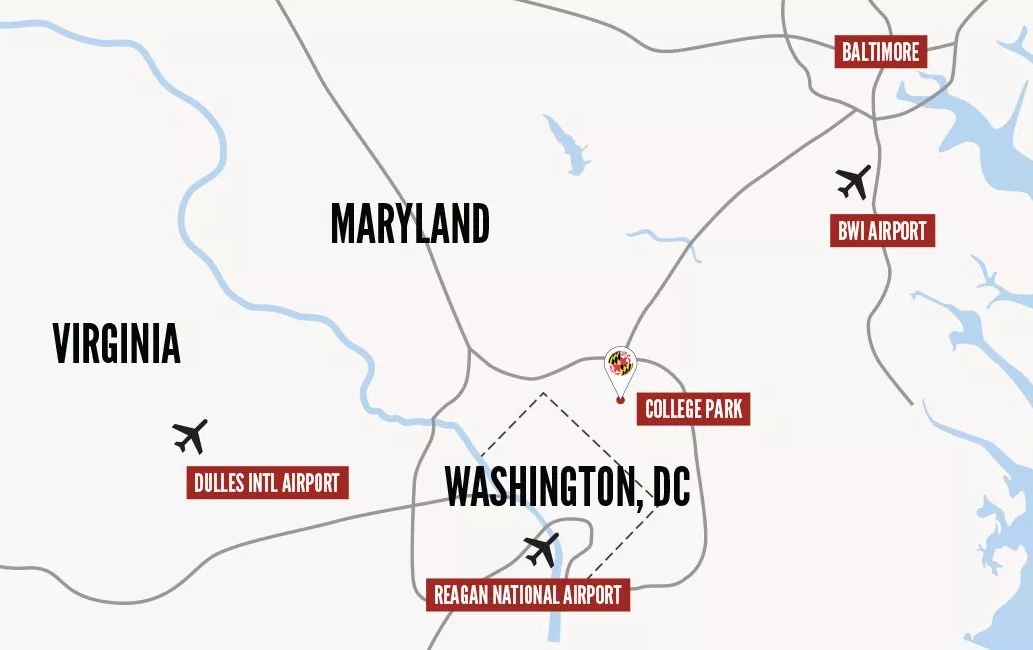 BALTIMORE
MARYLAND
BWI AIRPORT
VIRGINIA
COLLEGE PARK
DULLES INTL AIRPORT
WASHINGTON, DC
REAGAN NATIONAL AIRPORT